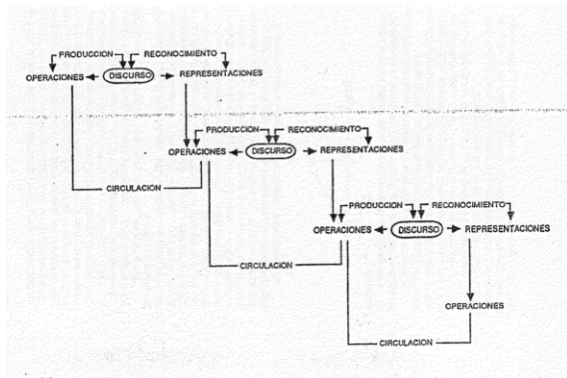 PRODUCCION RECONOCIMIENTO
OPERACIONES DISCURSO REPRESENTACIONES
PRODUCCION RECONOCIMIENTO
OPERACIONES DISCURSO REPRESENTACIONES
CIRCULACION
PRODUCCION RECONOCIMIENTO
OPERACIONES DISCURSO REPRESENTACIONES
CIRCULACION
OPERACIONES
CIRCULACION